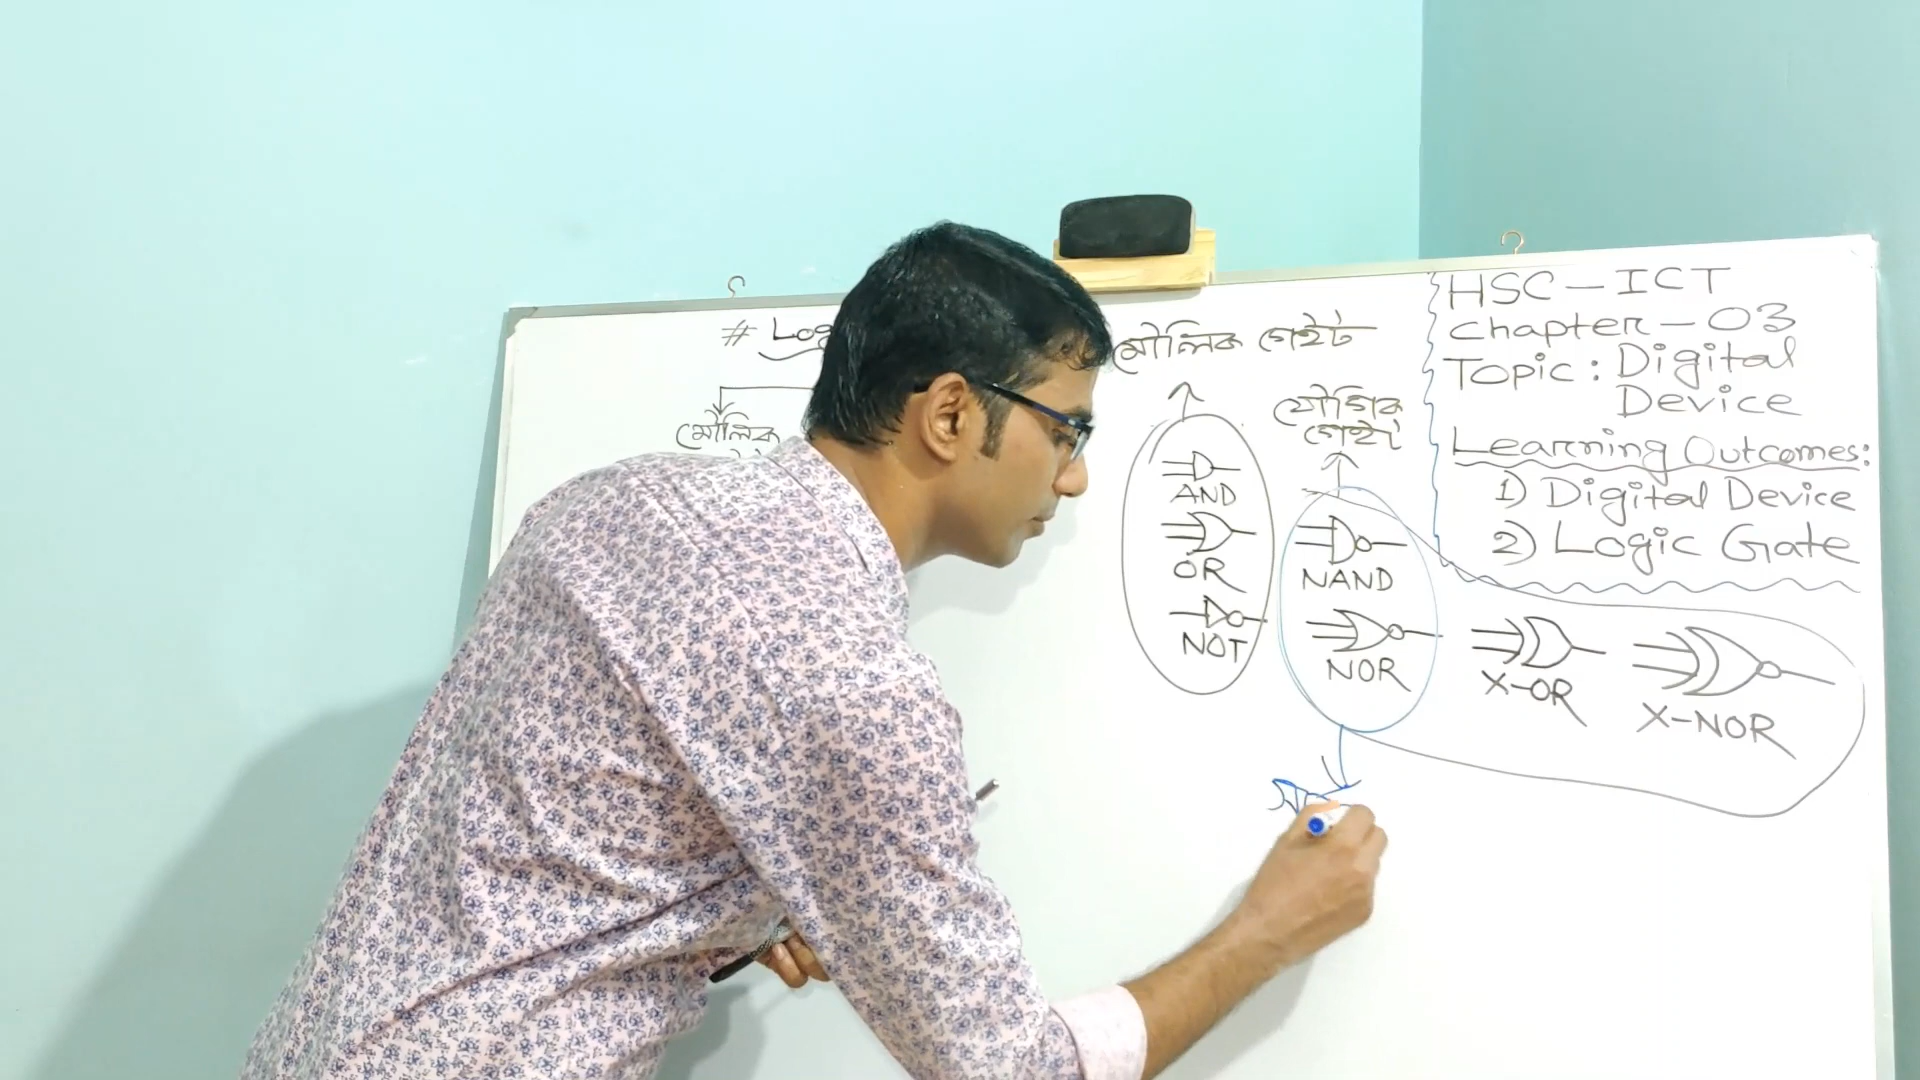 # Log
মৌলিক
মৌলিক গেইট
যৌগিক
গেইট
AND
OR
NOT
NAND
NOR
X-OR
X-NOR
HSC-ICT
Chapter-03
Topic: Digital
Device
Learning Outcomes:
1) Digital Device
2) Logic Gate